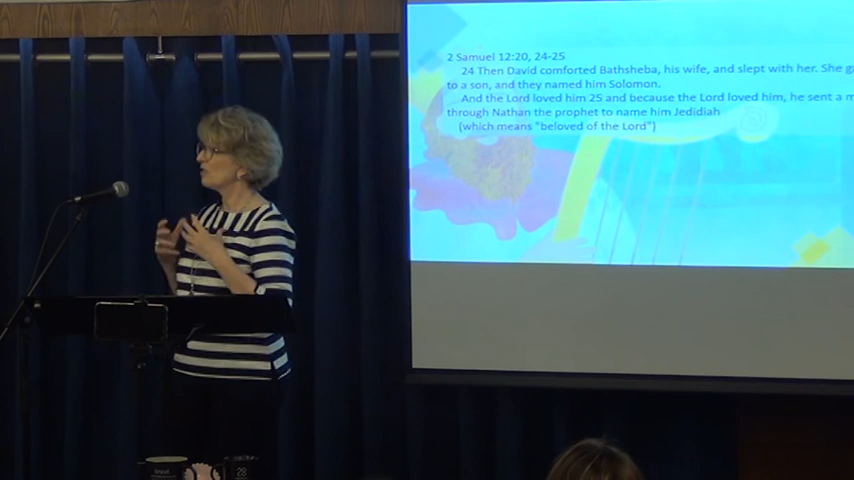 2 Samuel 12:20, 24-25
24 Then David comforted Bathsheba, his wife, and slept with her. She
to a son, and they named him Solomon.
And the Lord loved him 25 and because the Lord loved him, he sent a
through Nathan the prophet to name him Jedidiah
(which means "beloved of the Lord")
28